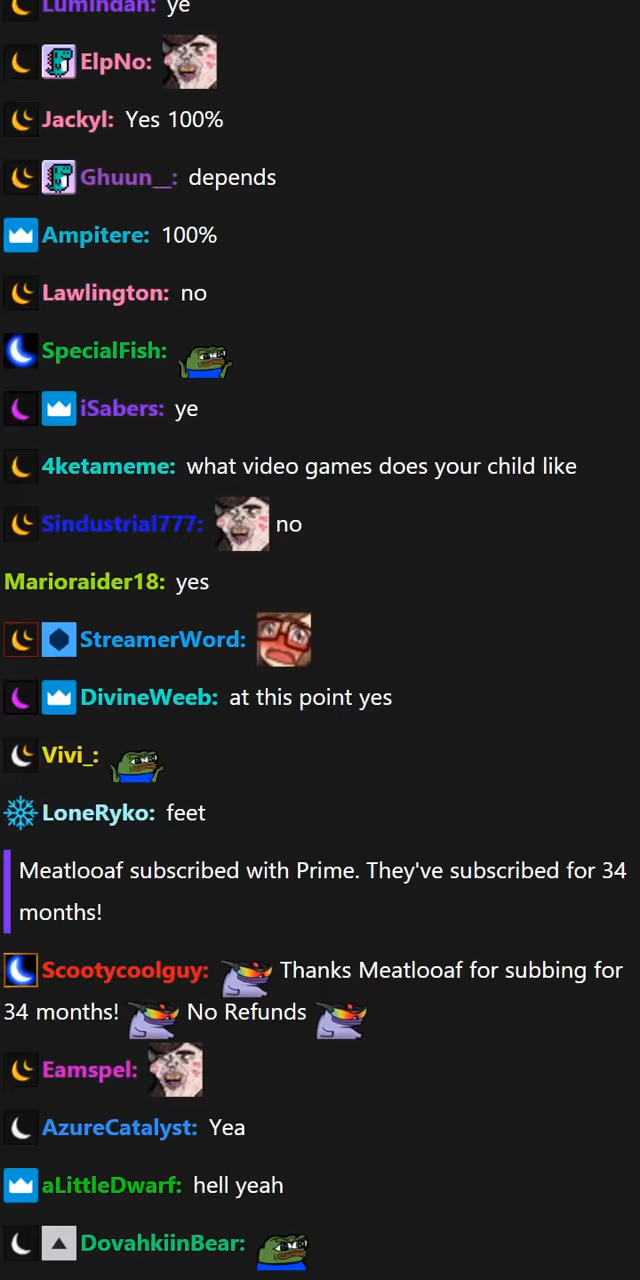 Lumindan: ye
ElpNo:
Jackyl: Yes 100%
Ghuun__: depends
Ampitere: 100%
Lawlington: no
SpecialFish:
iSabers: ye
4ketameme: what video games does your child like
Sindustrial777: no
Marioraider18: yes
StreamerWord:
DivineWeeb: at this point yes
Vivi_:
LoneRyko: feet
Meatlooaf subscribed with Prime. They've subscribed for 34
months!
Scootycoolguy: Thanks Meatlooaf for subbing for
34 months! No Refunds
Eamspel:
AzureCatalyst: Yea
aLittleDwarf: hell yeah
DovahkiinBear: